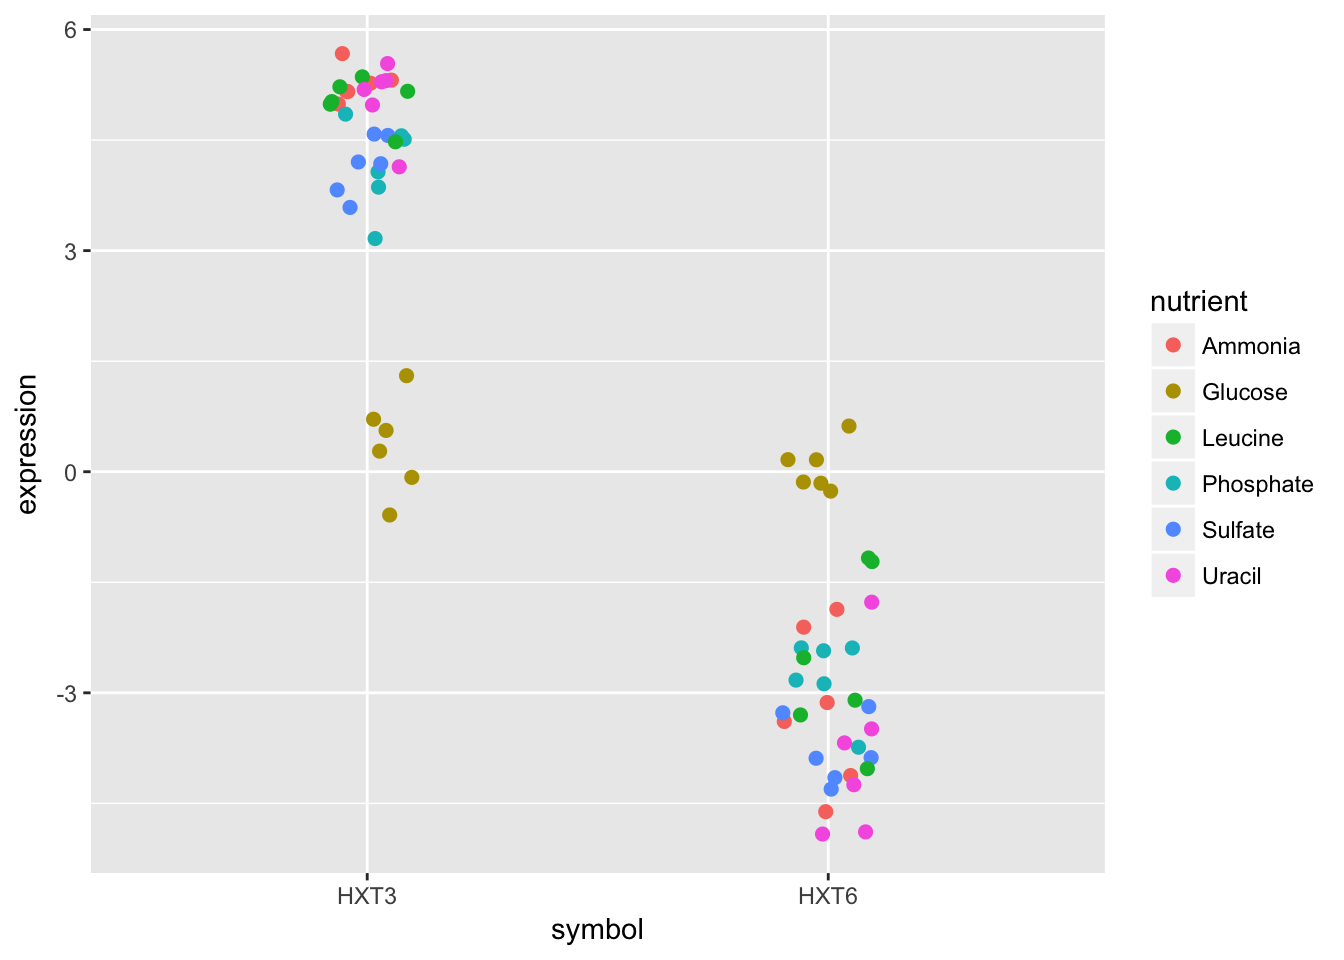 6
3
0
-3
expression
HXT3
HXT6
symbol
nutrient
Ammonia
Glucose
Leucine
Phosphate
Sulfate
Uracil